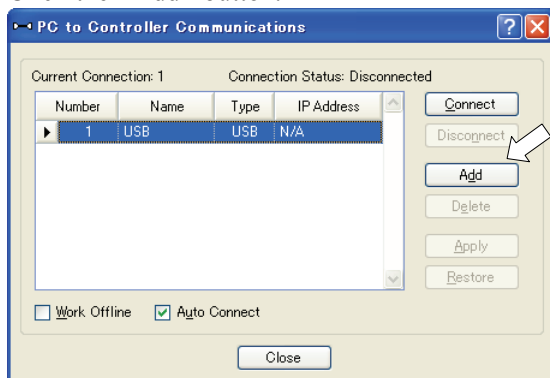 PC to Controller Communications
Current Connection: 1 Connection Status: Disconnected
Number Name Type IP Address
1 USB USB N/A
Connect
Disconnect
Add
Delete
Apply
Restore
Work Offline Auto Connect
Close